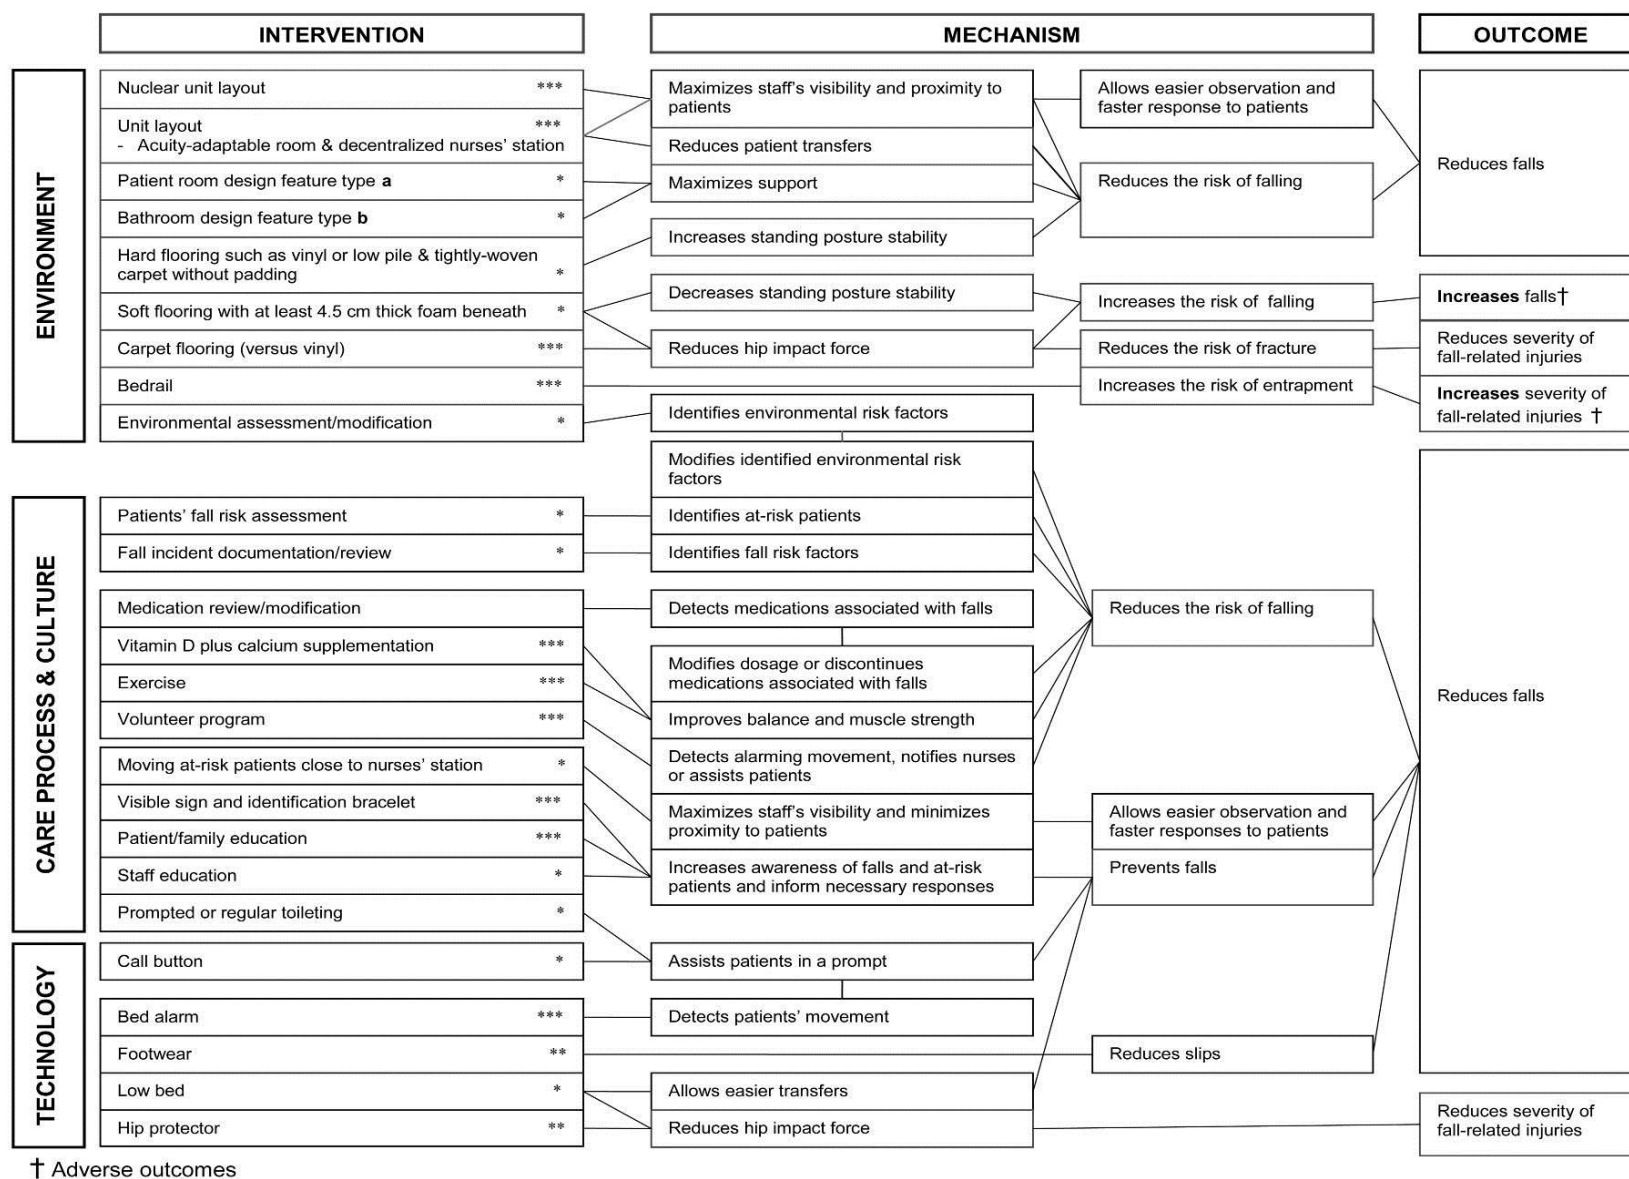 INTERVENTION
MECHANISM
OUTCOME
ENVIRONMENT
Nuclear unit layout ***
Unit layout ***
- Acuity-adaptable room & decentralized nurses' station
Patient room design feature type a *
Bathroom design feature type b *
Hard flooring such as vinyl or low pile & tightly-woven
carpet without padding *
Soft flooring with at least 4.5 cm thick foam beneath *
Carpet flooring (versus vinyl) ***
Bedrail ***
Environmental assessment/modification *
Maximizes staff's visibility and proximity to
patients
Reduces patient transfers
Maximizes support
Increases standing posture stability
Decreases standing posture stability
Reduces hip impact force
Identifies environmental risk factors
Allows easier observation and
faster response to patients
Reduces the risk of falling
Increases the risk of falling
Reduces the risk of fracture
Increases the risk of entrapment
Reduces falls
Increases falls†
Reduces severity of
fall-related injuries
Increases severity of
fall-related injuries †
CARE PROCESS & CULTURE
Patients' fall risk assessment *
Fall incident documentation/review *
Medication review/modification
Vitamin D plus calcium supplementation ***
Exercise ***
Volunteer program ***
Moving at-risk patients close to nurses' station *
Visible sign and identification bracelet ***
Patient/family education ***
Staff education *
Prompted or regular toileting *
Modifies identified environmental risk
factors
Identifies at-risk patients
Identifies fall risk factors
Detects medications associated with falls
Modifies dosage or discontinues
medications associated with falls
Improves balance and muscle strength
Detects alarming movement, notifies nurses
or assists patients
Maximizes staff's visibility and minimizes
proximity to patients
Increases awareness of falls and at-risk
patients and inform necessary responses
Reduces the risk of falling
Allows easier observation and
faster responses to patients
Prevents falls
Reduces falls
TECHNOLOGY
Call button *
Bed alarm ***
Footwear **
Low bed *
Hip protector **
Assists patients in a prompt
Detects patients' movement
Allows easier transfers
Reduces hip impact force
Reduces slips
Reduces severity of
fall-related injuries
† Adverse outcomes